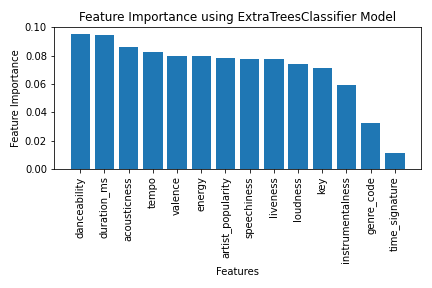 Feature Importance using ExtraTreesClassifier Model
0.10
0.08
0.06
0.04
0.02
0.00
Feature Importance
danceability
duration_ms
acousticness
tempo
valence
energy
artist_popularity
speechiness
liveness
loudness
key
instrumentalness
genre_code
time_signature
Features